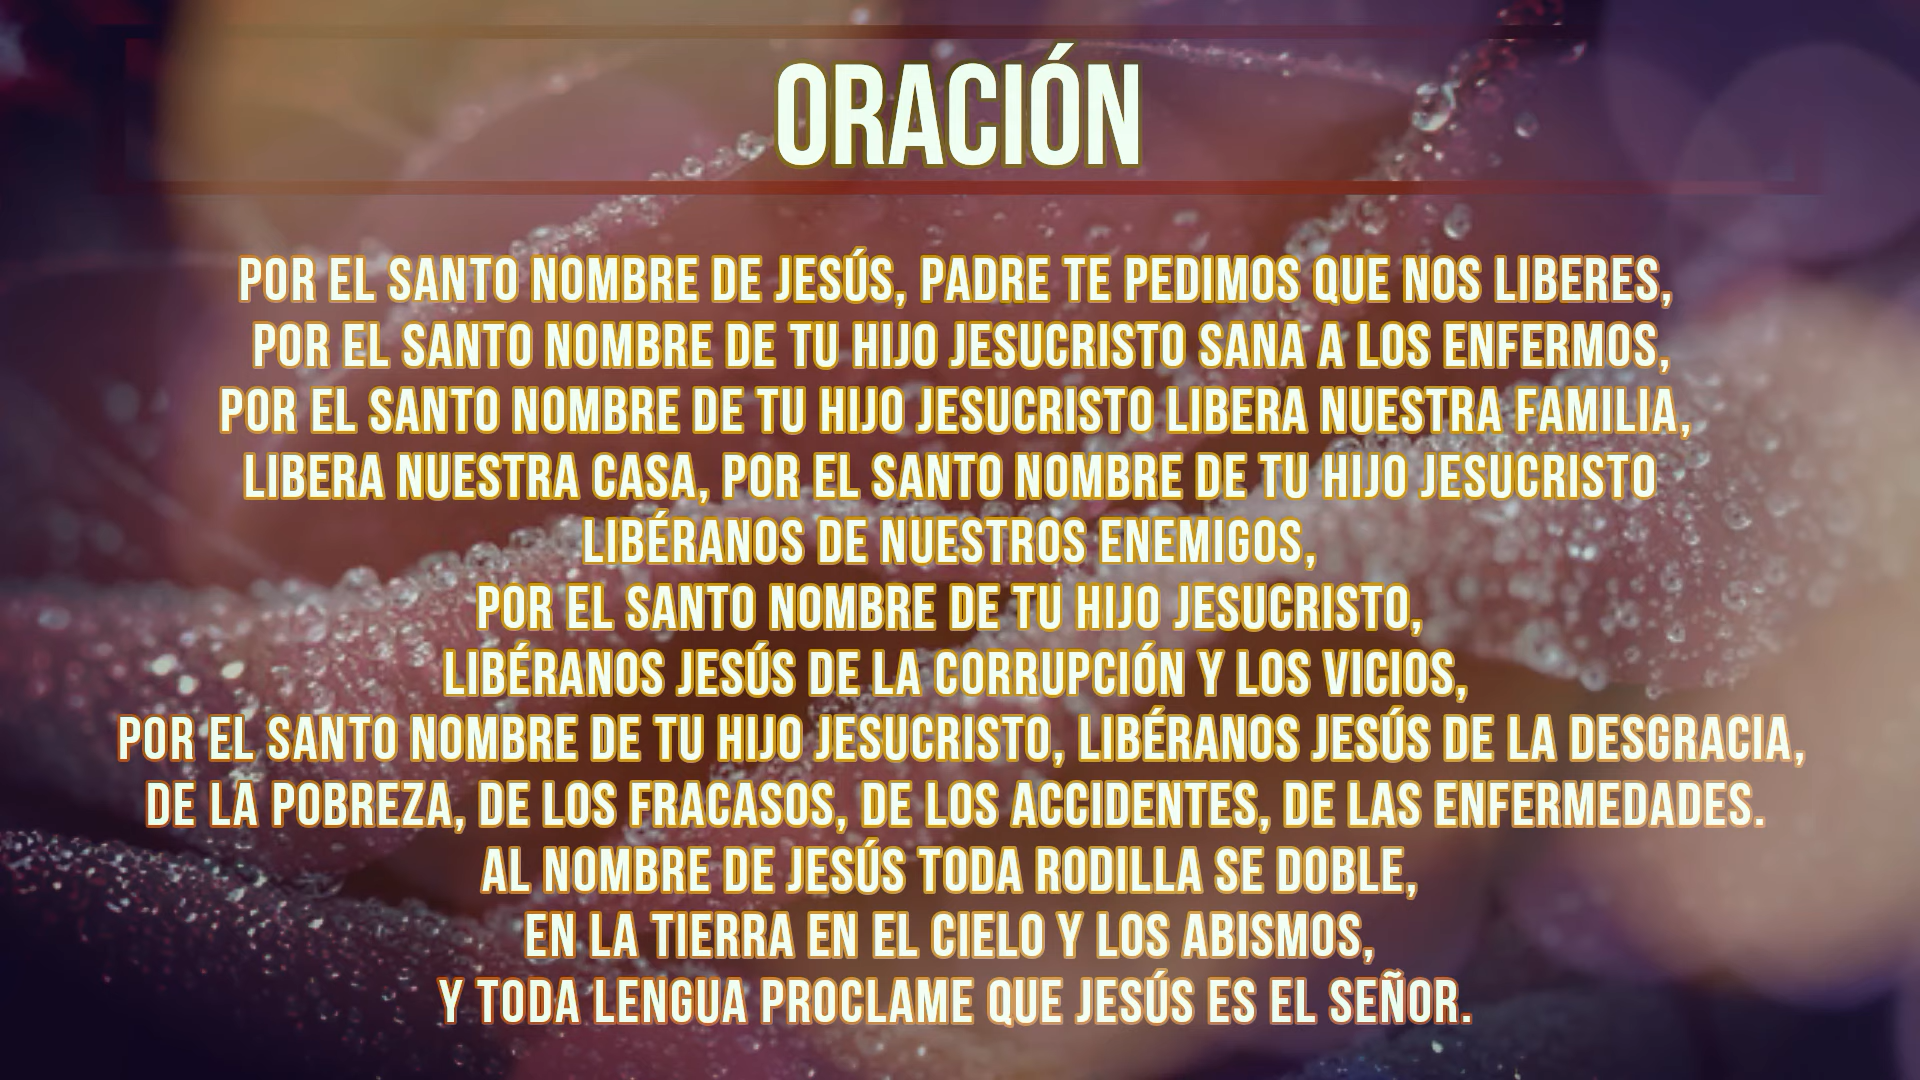 ORACIÓN
POR EL SANTO NOMBRE DE JESÚS, PADRE TE PEDIMOS QUE NOS LIBERES,
POR EL SANTO NOMBRE DE TU HIJO JESUCRISTO SANA A LOS ENFERMOS,
POR EL SANTO NOMBRE DE TU HIJO JESUCRISTO LIBERA NUESTRA FAMILIA,
LIBERA NUESTRA CASA, POR EL SANTO NOMBRE DE TU HIJO JESUCRISTO
LIBÉRANOS DE NUESTROS ENEMIGOS,
POR EL SANTO NOMBRE DE TU HIJO JESUCRISTO,
LIBÉRANOS JESÚS DE LA CORRUPCIÓN Y LOS VICIOS,
POR EL SANTO NOMBRE DE TU HIJO JESUCRISTO, LIBÉRANOS JESÚS DE LA DESGRACIA,
DE LA POBREZA, DE LOS FRACASOS, DE LOS ACCIDENTES, DE LAS ENFERMEDADES.
AL NOMBRE DE JESÚS TODA RODILLA SE DOBLE,
EN LA TIERRA EN EL CIELO Y LOS ABISMOS,
Y TODA LENGUA PROCLAME QUE JESÚS ES EL SEÑOR.